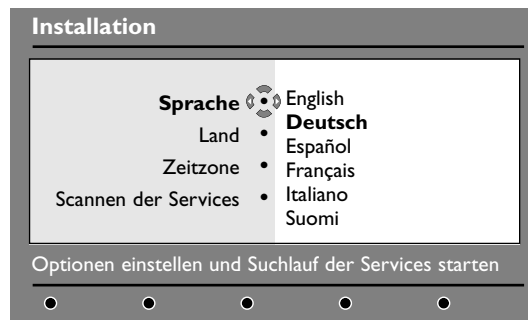 Installation
Sprache
Land
Zeitzone
Scannen der Services
English
Deutsch
Español
Français
Italiano
Suomi
Optionen einstellen und Suchlauf der Services starten